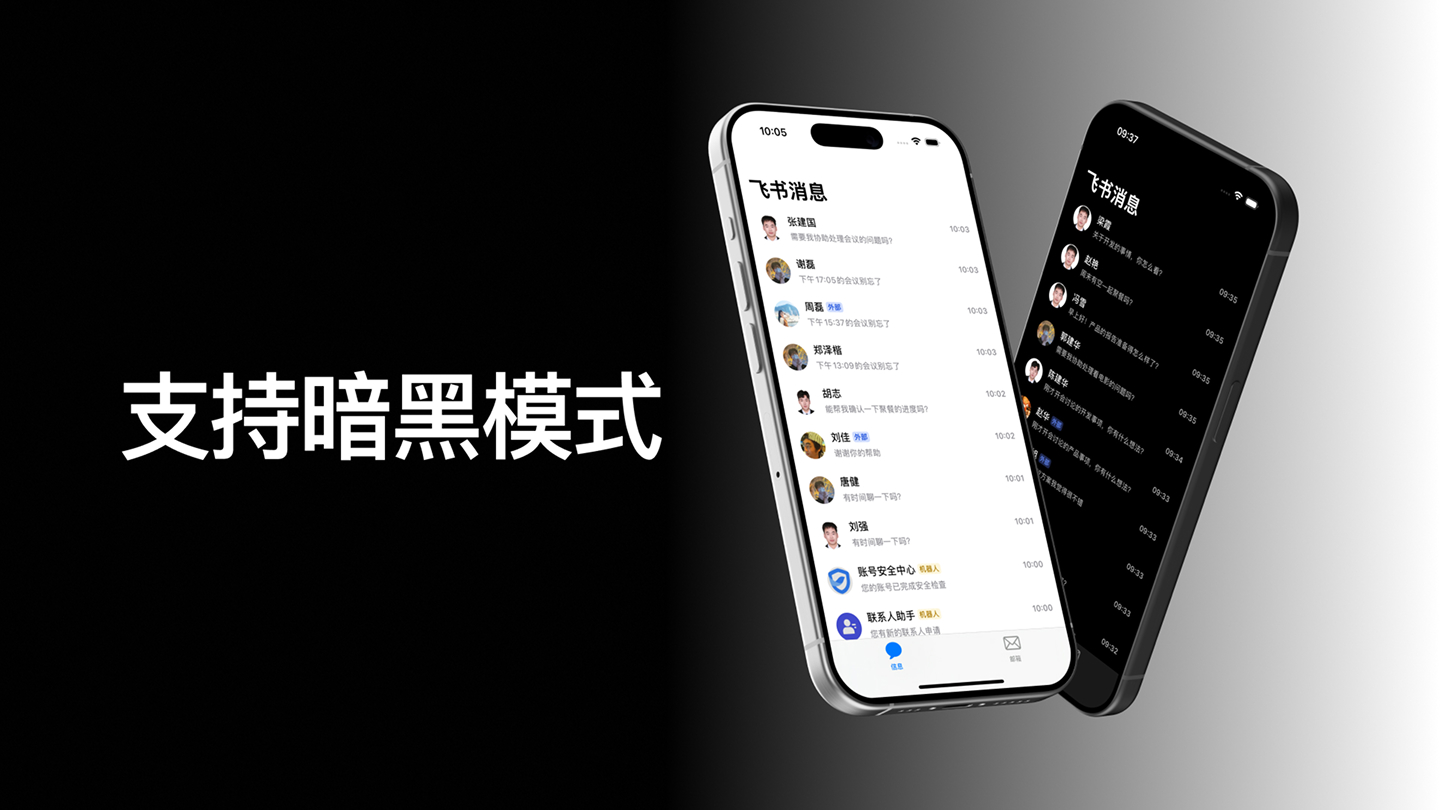 支持暗黑模式
10:05
飞书消息
张建国
10:03
需要我协助处理会议的问题吗?
谢磊
10:03
下午17:05的会议别忘了
周磊 外部
10:03
下午15:37的会议别忘了
郑泽楷
10:03
下午13:09的会议别忘了
胡志
10:02
能帮我确认一下聚餐的进度吗?
刘佳 外部
10:02
谢谢你的帮助
唐健
10:01
有时间聊一下吗?
刘强
10:01
有时间聊一下吗?
账号安全中心 机器人
10:00
您的账号已完成安全检查
联系人助手 机器人
10:00
您有新的联系人申请
信息
邮箱
09:37
飞书消息
梁霞
关于开发的事情, 你怎么看?
09:35
赵艳
周末有空一起聚餐吗?
09:35
冯雪
早上好! 产品的报告准备得怎么样了?
09:35
郭建华
需要我协助处理看电影的问题吗?
09:35
陈建华
刚才开会讨论的开发事项, 你有什么想法?
09:34
赵华 外部
刚才开会讨论的产品事项, 你有什么想法?
09:33
外部
方案我觉得很不错
09:33
09:33
09:33
09:32